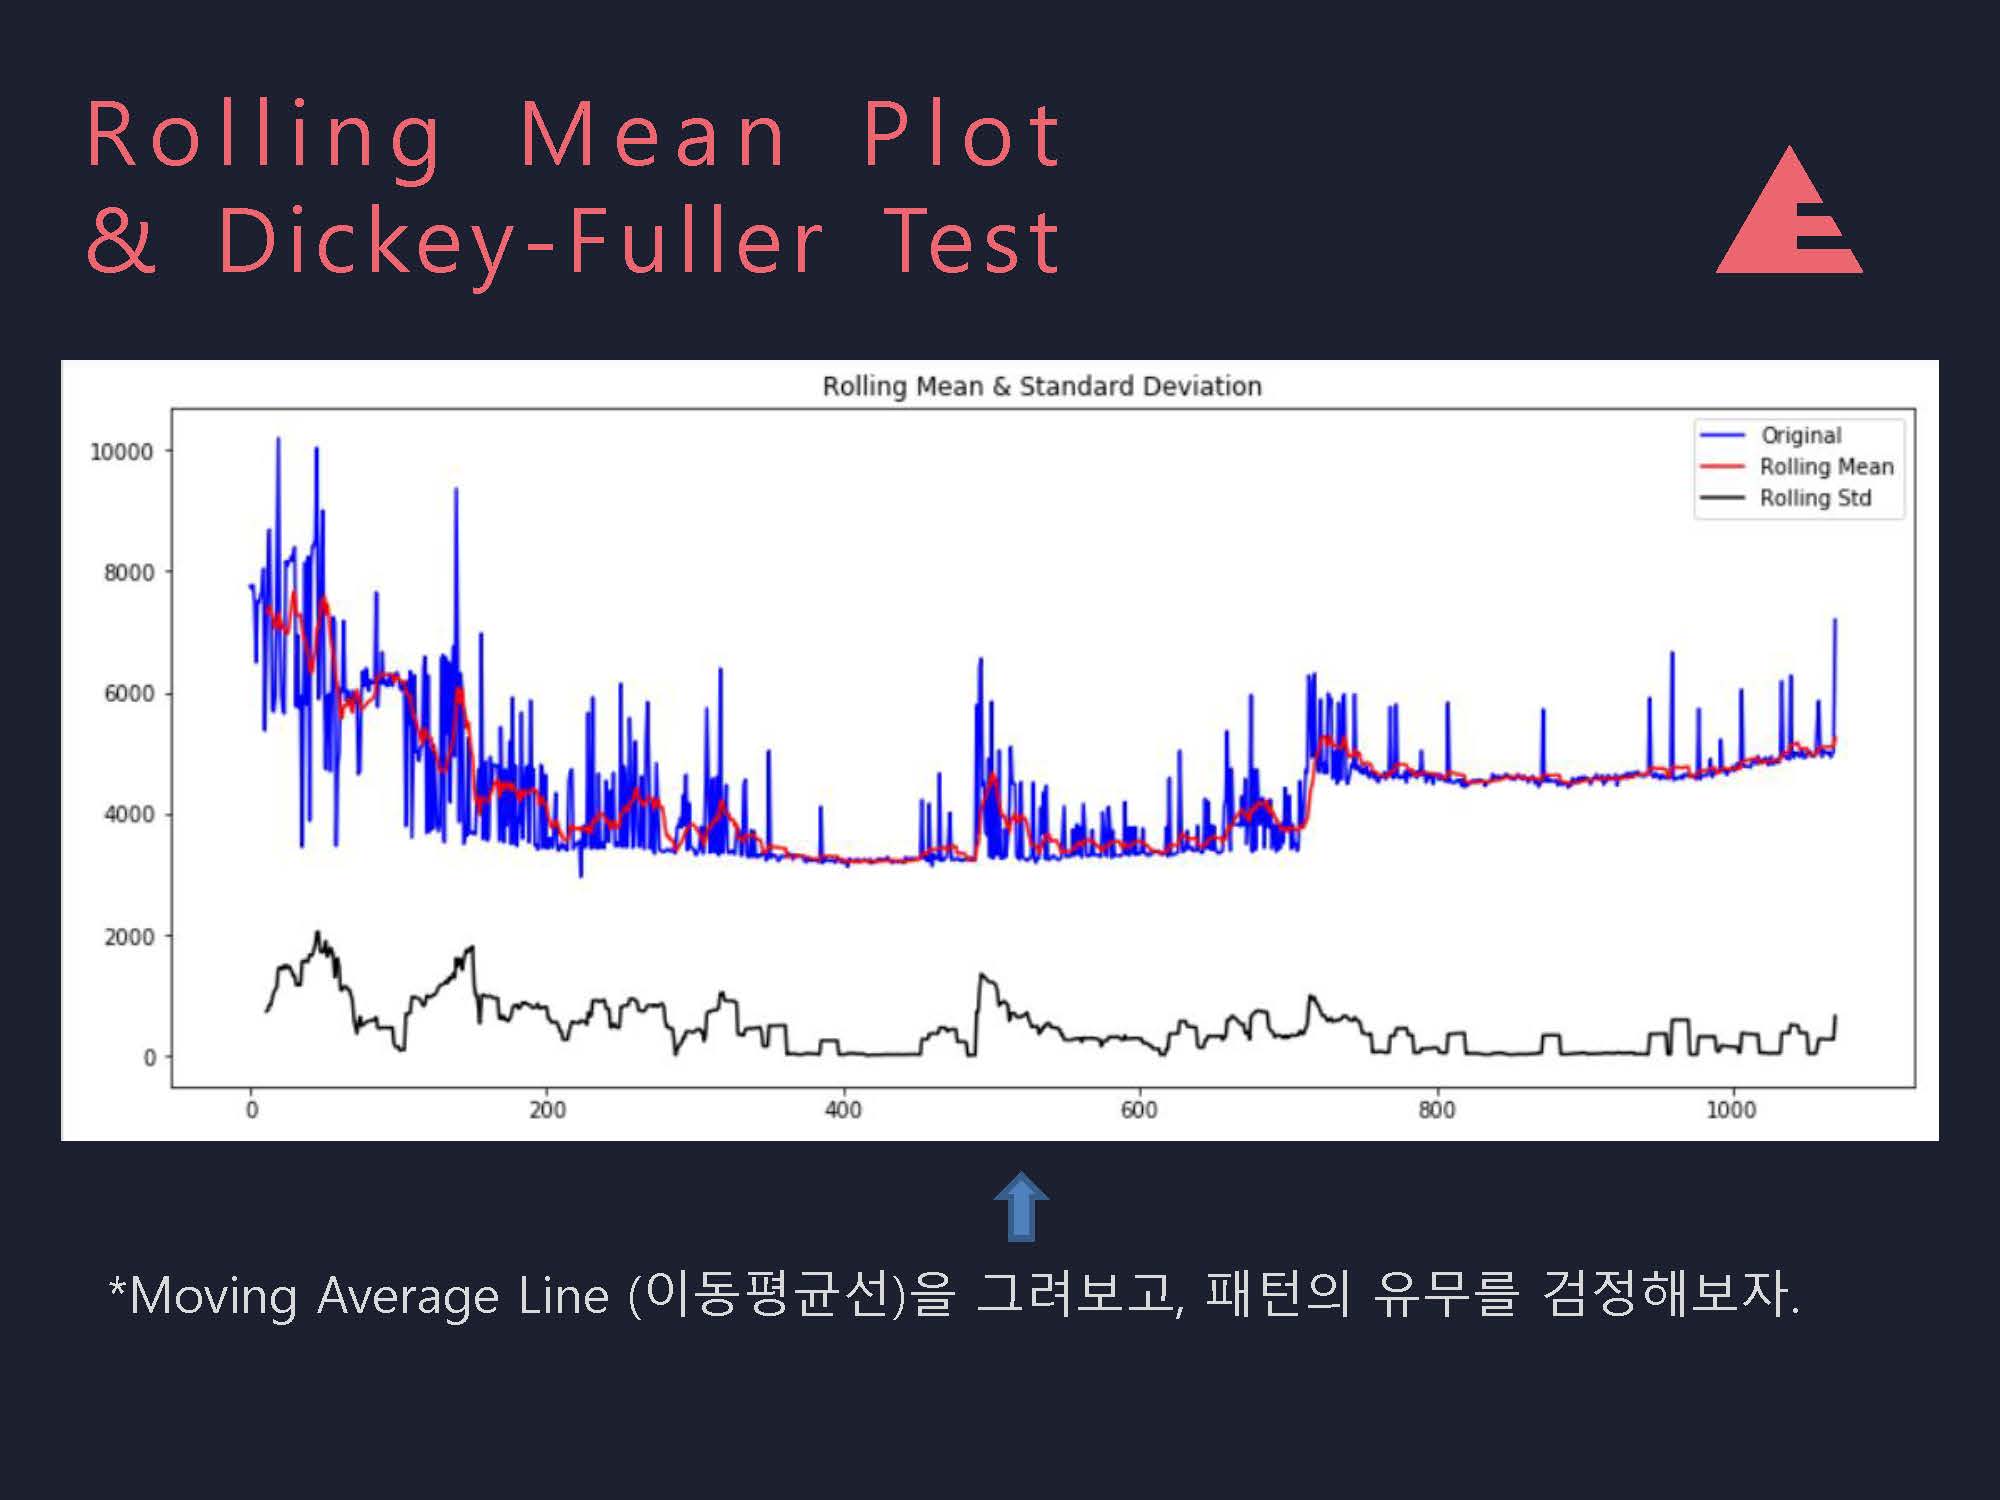 Rolling Mean Plot
& Dickey-Fuller Test
Rolling Mean & Standard Deviation
Original
Rolling Mean
Rolling Std
10000
8000
6000
4000
2000
0
0 200 400 600 800 1000
*Moving Average Line (이동평균선)을 그려보고, 패턴의 유무를 검정해보자.